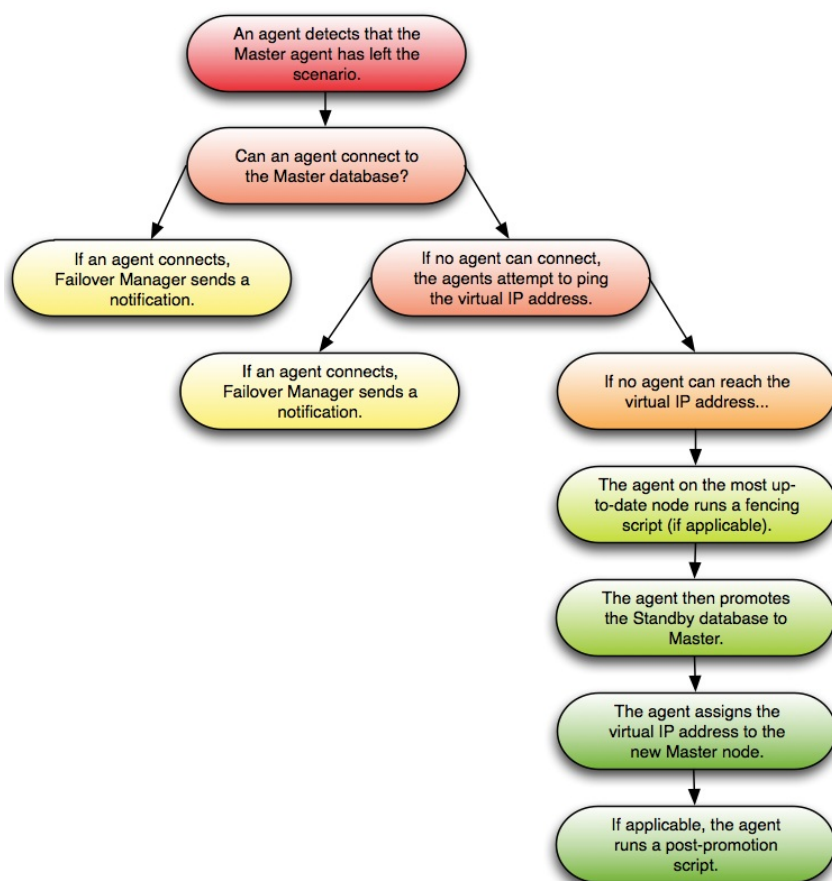 An agent detects that the
Master agent has left the
scenario.
Can an agent connect to
the Master database?
If an agent connects,
Failover Manager sends a
notification.
If no agent can connect,
the agents attempt to ping
the virtual IP address.
If an agent connects,
Failover Manager sends a
notification.
If no agent can reach the
virtual IP address...
The agent on the most up-
to-date node runs a fencing
script (if applicable).
The agent then promotes
the Standby database to
Master.
The agent assigns the
virtual IP address to the
new Master node.
If applicable, the agent
runs a post-promotion
script.